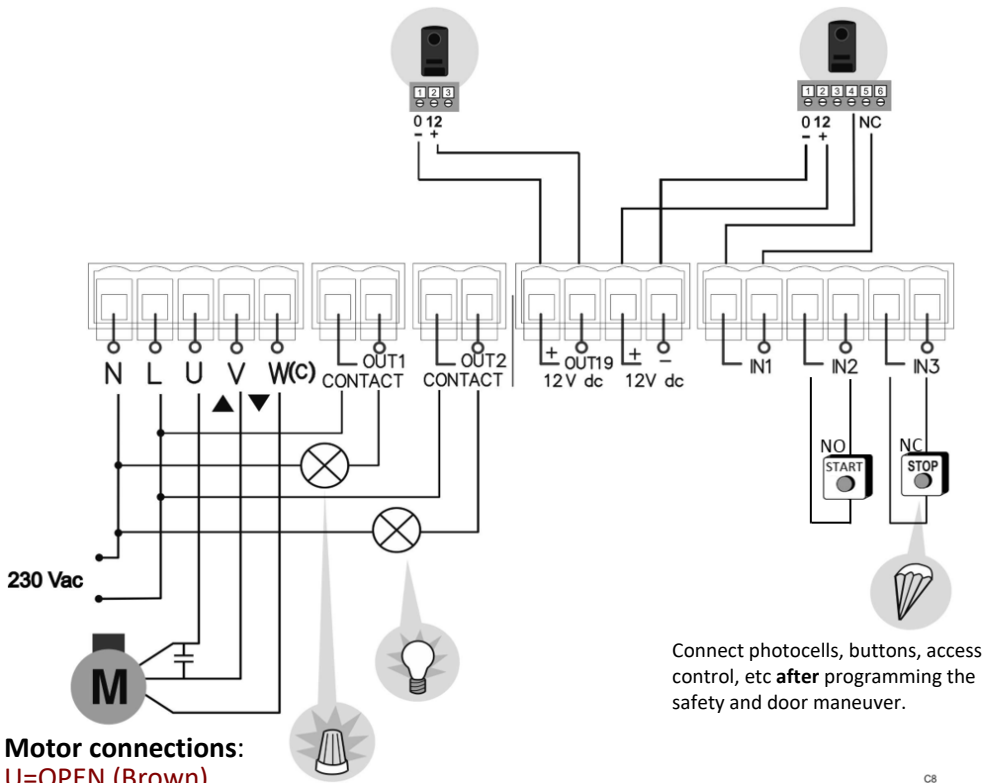 1 2 3
0 12
- +
1 2 3 4 5 6
0 12 NC
- +
N L U V W(C)
OUT1
CONTACT
OUT2
CONTACT
+ OUT19
12V dc
+ -
12V dc
IN1
IN2
IN3
NO
START
NC
STOP
230 Vac
M
Connect photocells, buttons, access
control, etc after programming the
safety and door maneuver.
Motor connections:
U=OPEN (Brown)
C8